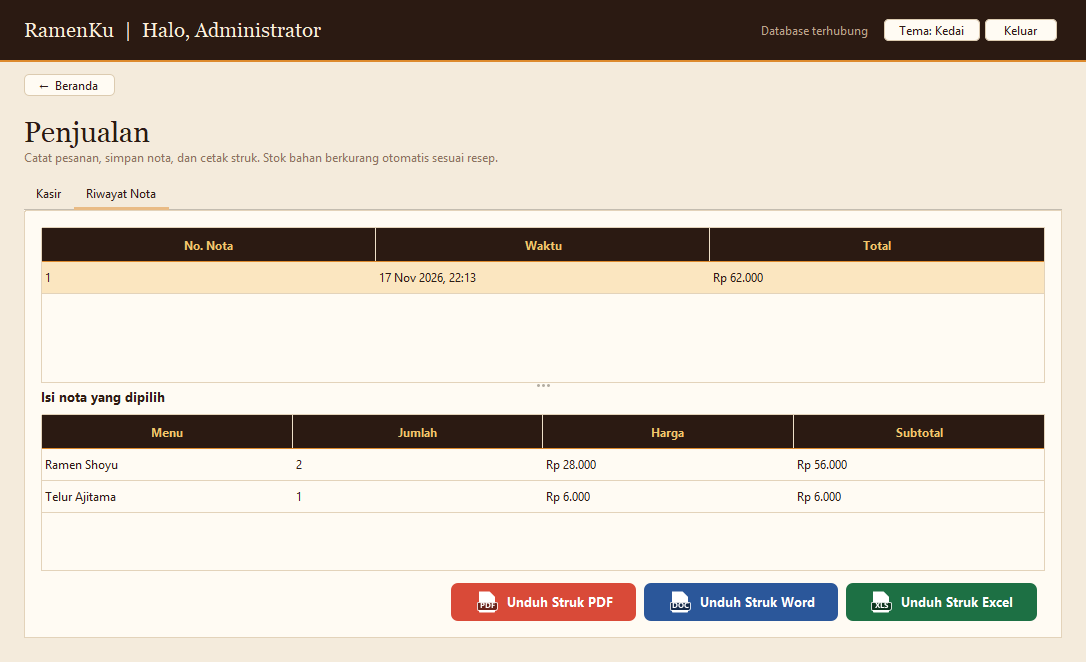 RamenKu | Halo, Administrator
Database terhubung
Tema: Kedai
Keluar
← Beranda
Penjualan
Catat pesanan, simpan nota, dan cetak struk. Stok bahan berkurang otomatis sesuai resep.
Kasir Riwayat Nota
No. Nota Waktu Total
1 17 Nov 2026, 22:13 Rp 62.000
Isi nota yang dipilih
Menu Jumlah Harga Subtotal
Ramen Shoyu 2 Rp 28.000 Rp 56.000
Telur Ajitama 1 Rp 6.000 Rp 6.000
PDF Unduh Struk PDF
DOC Unduh Struk Word
XLS Unduh Struk Excel